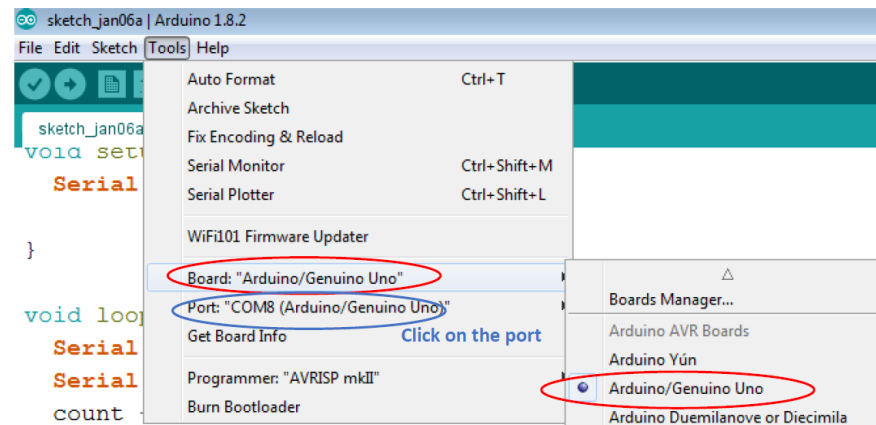 sketch_jan06a | Arduino 1.8.2
File Edit Sketch Tools Help
sketch_jan06a
void setu
Serial
}
void loop
Serial
Serial
count
Auto Format Ctrl+T
Archive Sketch
Fix Encoding & Reload
Serial Monitor Ctrl+Shift+M
Serial Plotter Ctrl+Shift+L
WiFi101 Firmware Updater
Board: "Arduino/Genuino Uno"
Port: "COM8 (Arduino/Genuino Uno)"
Get Board Info
Click on the port
Programmer: "AVRISP mkII"
Burn Bootloader
Boards Manager...
Arduino AVR Boards
Arduino Yún
Arduino/Genuino Uno
Arduino Duemilanove or Diecimila